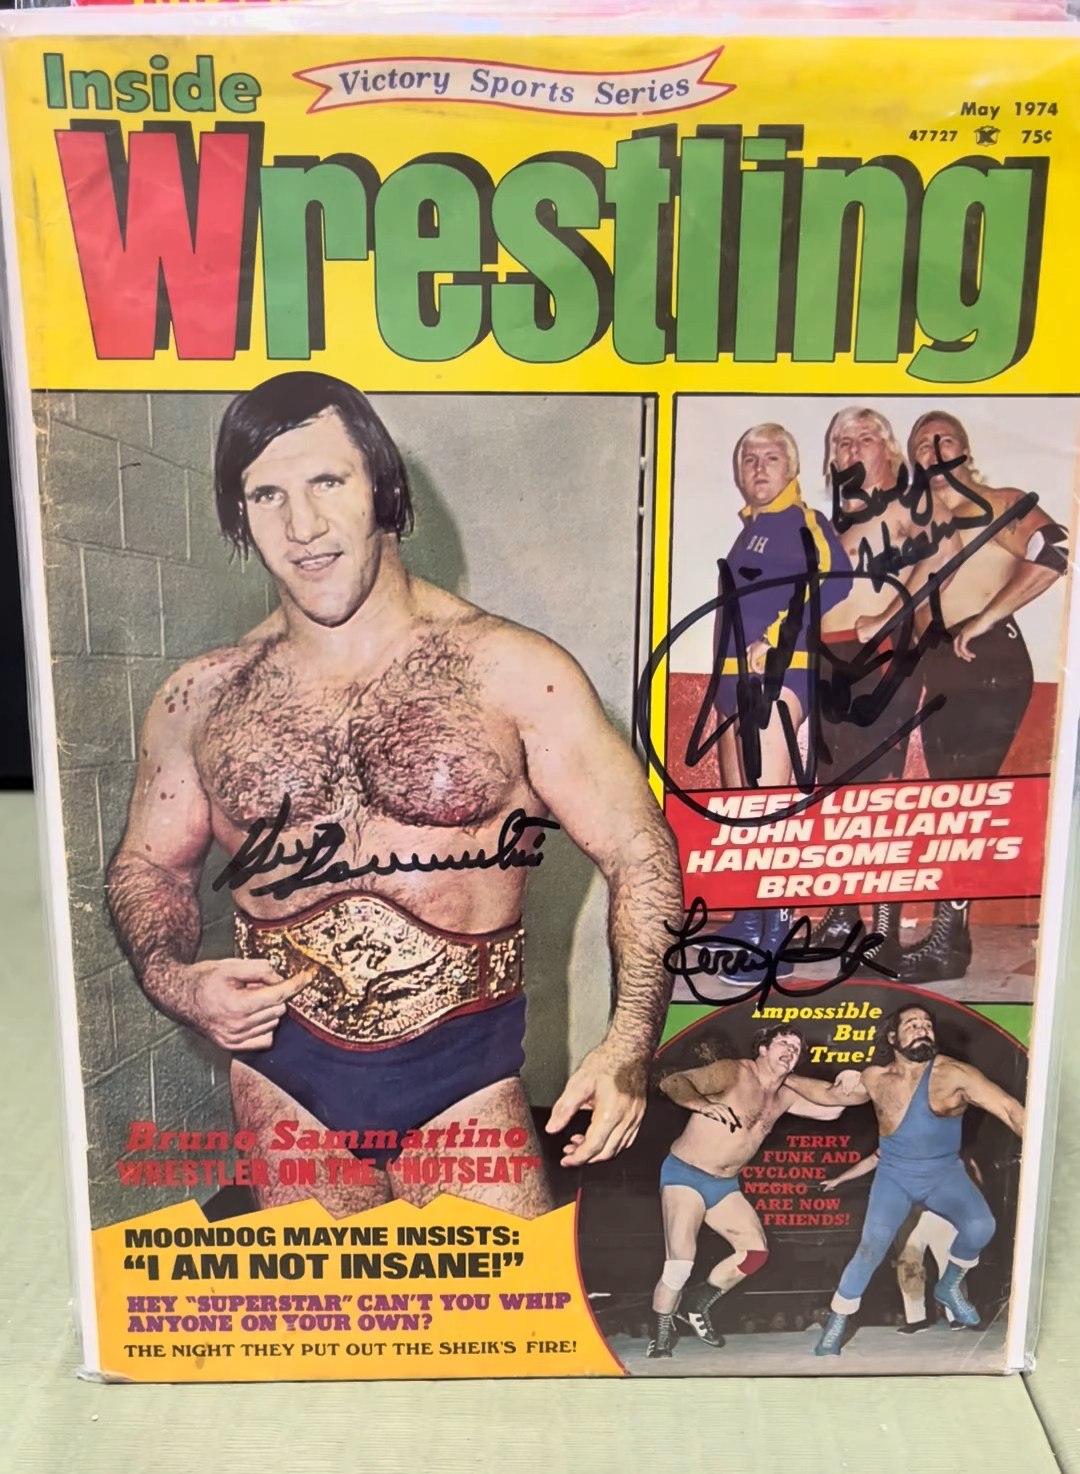 Inside
Victory Sports Series
May 1974
47727 K 75¢
Wrestling
BH
J
MEET LUSCIOUS
JOHN VALIANT-
HANDSOME JIM'S
BROTHER
Impossible
But
True!
TERRY
FUNK AND
CYCLONE
NEGRO
ARE NOW
FRIENDS!
Bruno Sammartino
WRESTLER ON THE "HOTSEAT"
MOONDOG MAYNE INSISTS:
"I AM NOT INSANE!"
HEY "SUPERSTAR" CAN'T YOU WHIP
ANYONE ON YOUR OWN?
THE NIGHT THEY PUT OUT THE SHEIK'S FIRE!